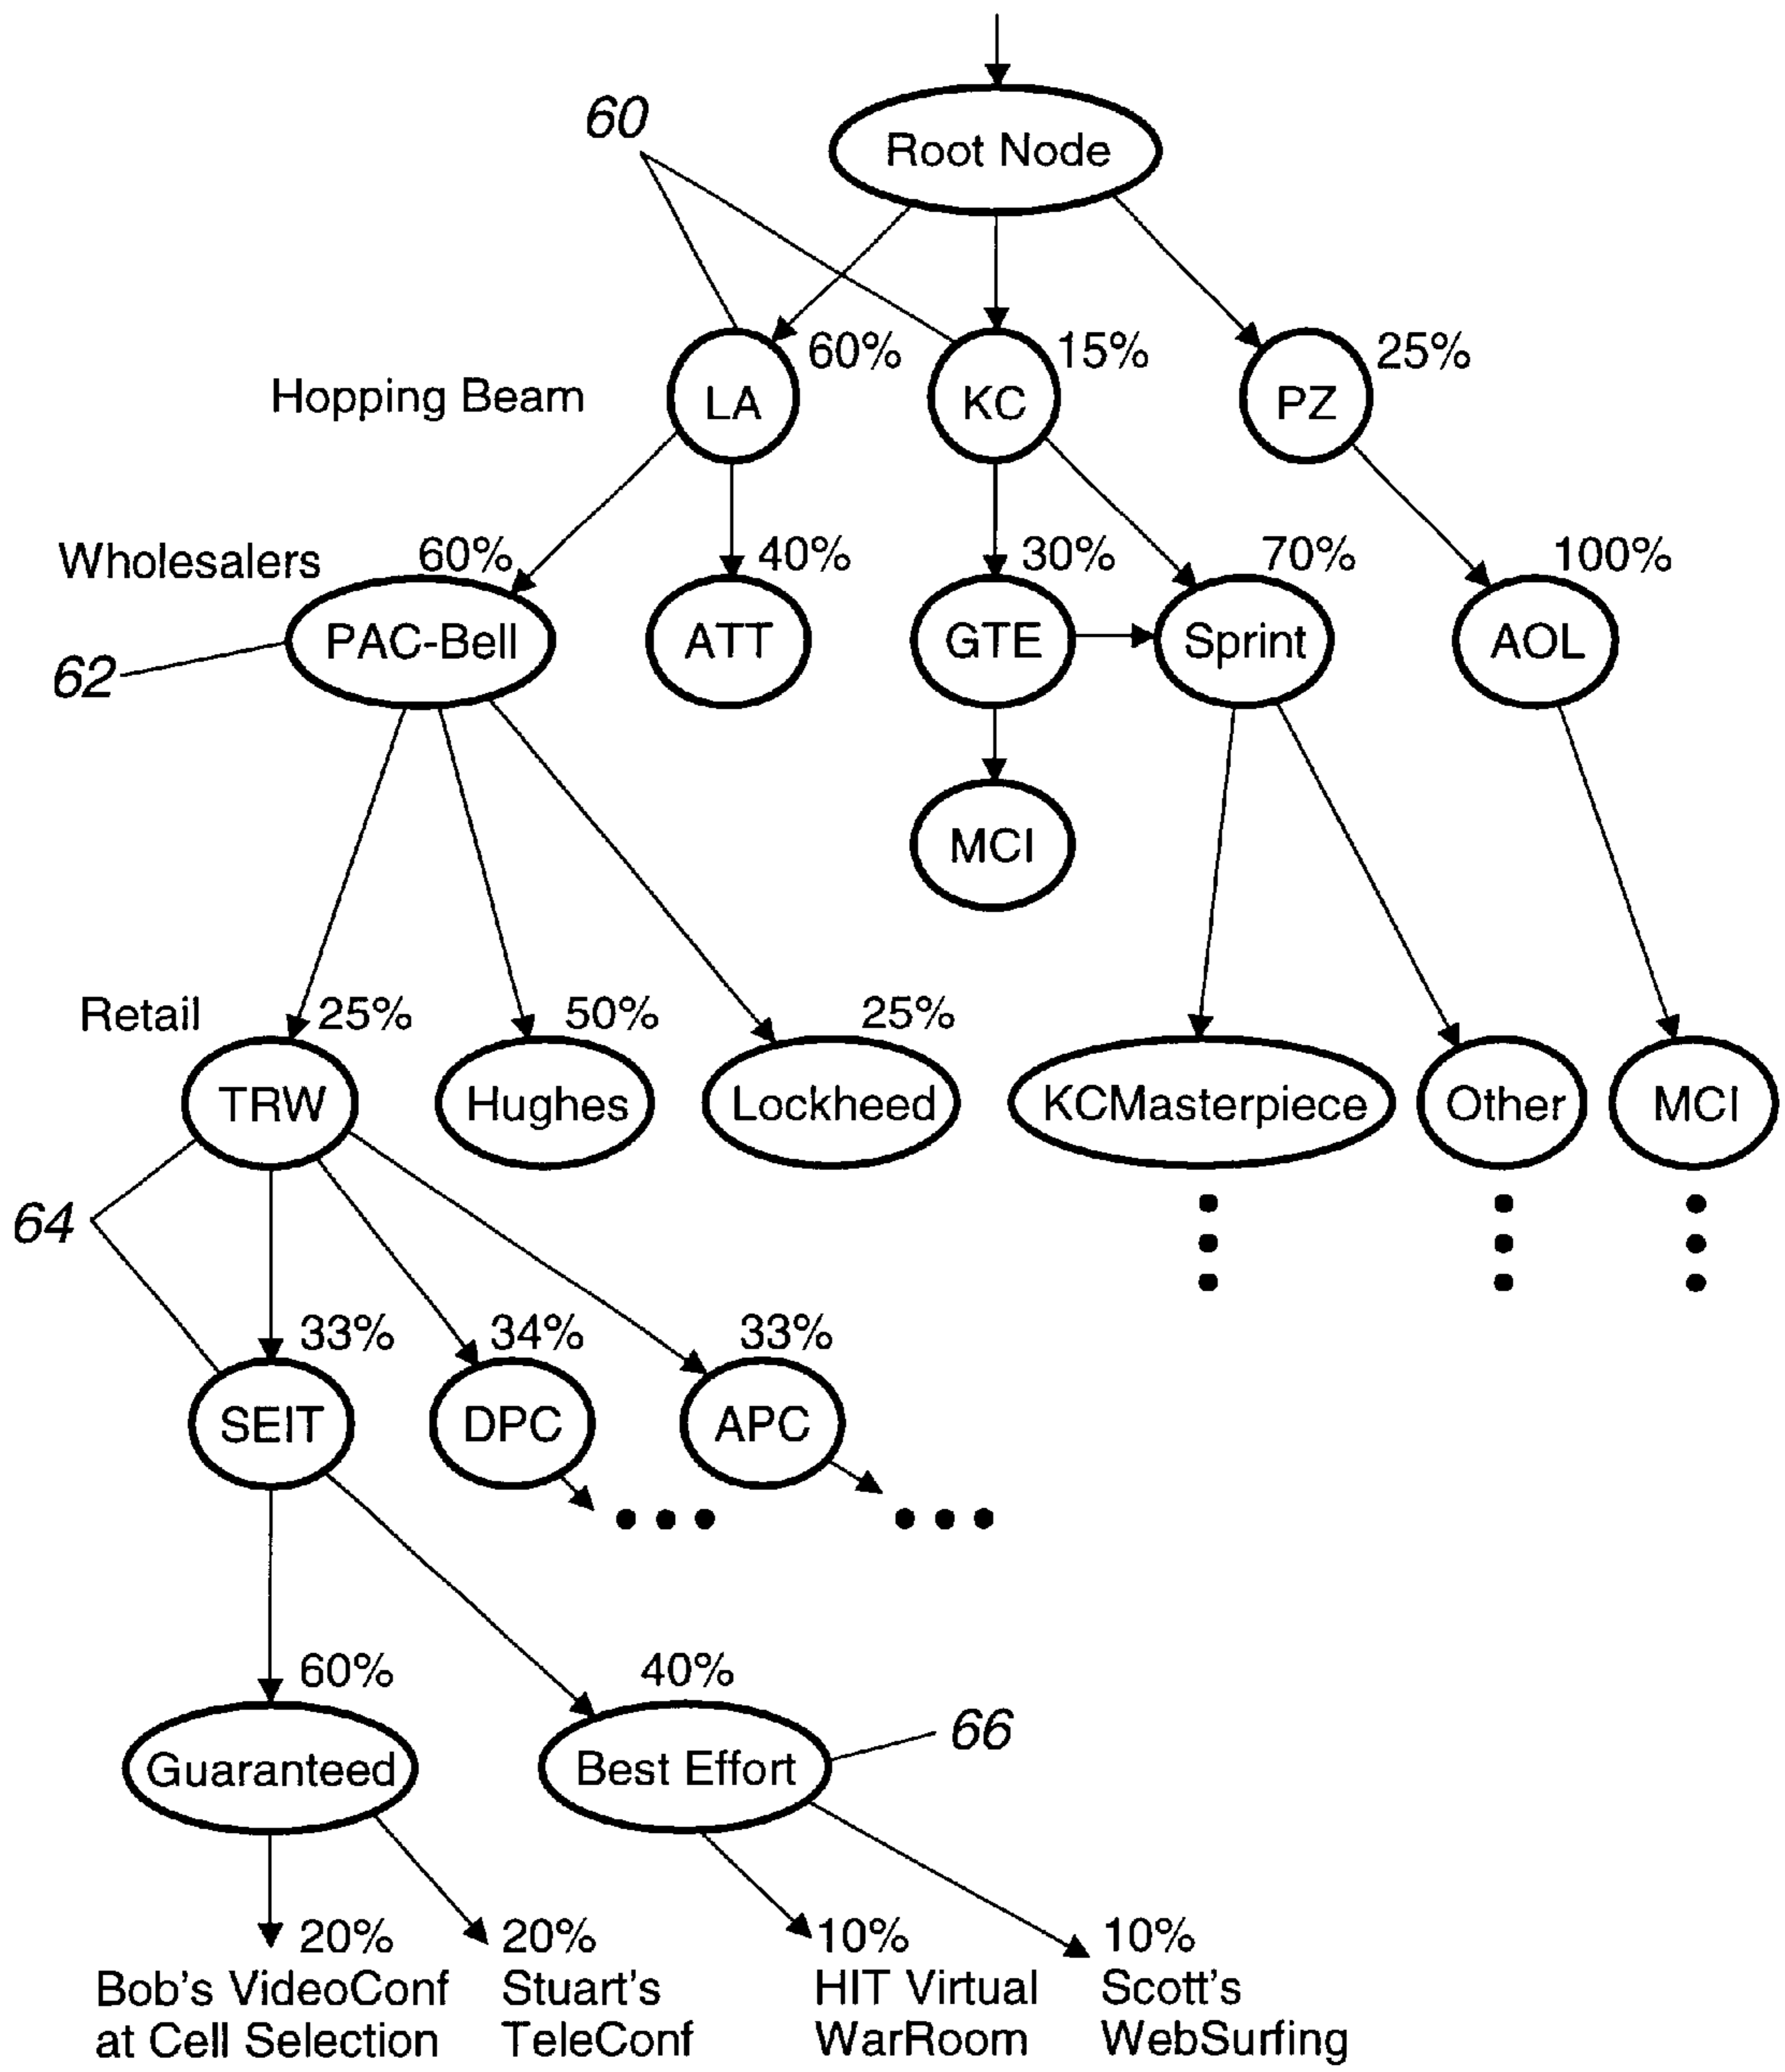 60
Root Node
60%
15%
25%
Hopping Beam
LA
KC
PZ
Wholesalers
60%
40%
30%
70%
100%
PAC-Bell
ATT
GTE
Sprint
AOL
62
MCI
Retail
25%
50%
25%
TRW
Hughes
Lockheed
KCMasterpiece
Other
MCI
64
33%
34%
33%
SEIT
DPC
APC
60%
40%
66
Guaranteed
Best Effort
20%
Bob's VideoConf
at Cell Selection
20%
Stuart's
TeleConf
10%
HIT Virtual
WarRoom
10%
Scott's
WebSurfing